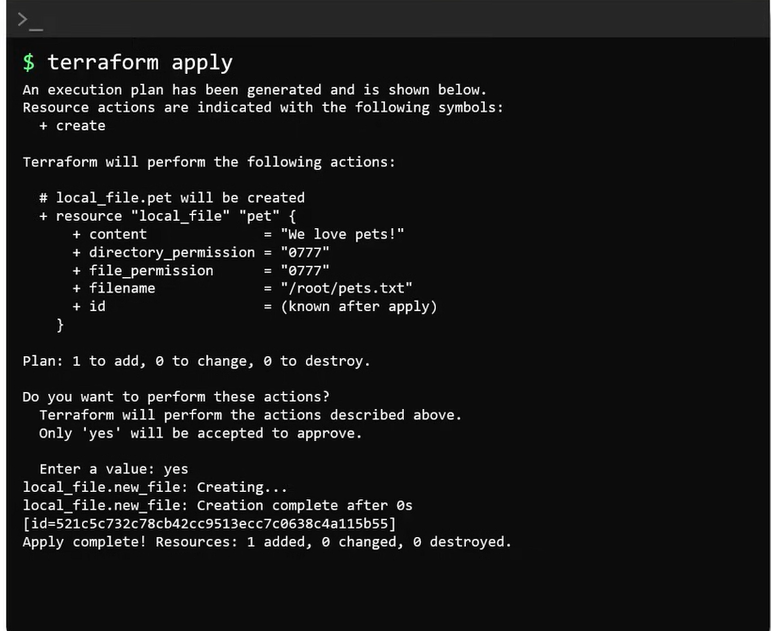 >_
$ terraform apply
An execution plan has been generated and is shown below.
Resource actions are indicated with the following symbols:
  + create

Terraform will perform the following actions:

  # local_file.pet will be created
  + resource "local_file" "pet" {
      + content              = "We love pets!"
      + directory_permission = "0777"
      + file_permission      = "0777"
      + filename             = "/root/pets.txt"
      + id                   = (known after apply)
    }

Plan: 1 to add, 0 to change, 0 to destroy.

Do you want to perform these actions?
  Terraform will perform the actions described above.
  Only 'yes' will be accepted to approve.

  Enter a value: yes
local_file.new_file: Creating...
local_file.new_file: Creation complete after 0s
[id=521c5c732c78cb42cc9513ecc7c0638c4a115b55]
Apply complete! Resources: 1 added, 0 changed, 0 destroyed.